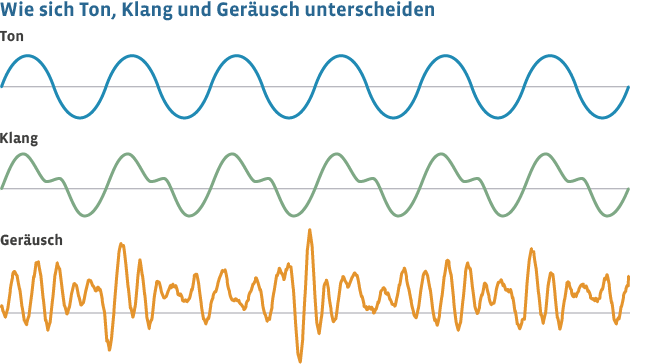 Wie sich Ton, Klang und Geräusch unterscheiden
Ton
Klang
Geräusch